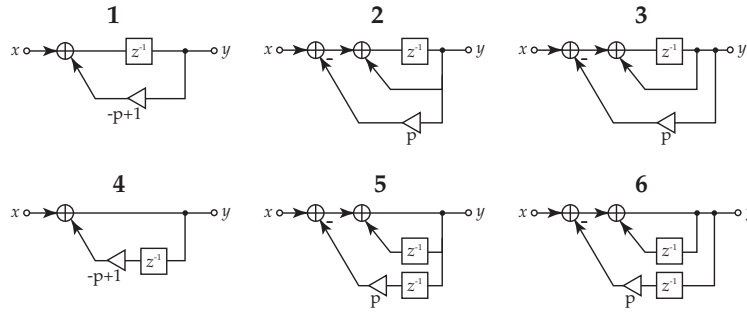 1 2 3
x z⁻¹ y x - z⁻¹ y x - z⁻¹ y
-p+1 p p
4 5 6
x y x - y x - y
z⁻¹ z⁻¹
-p+1 z⁻¹ p z⁻¹ p z⁻¹